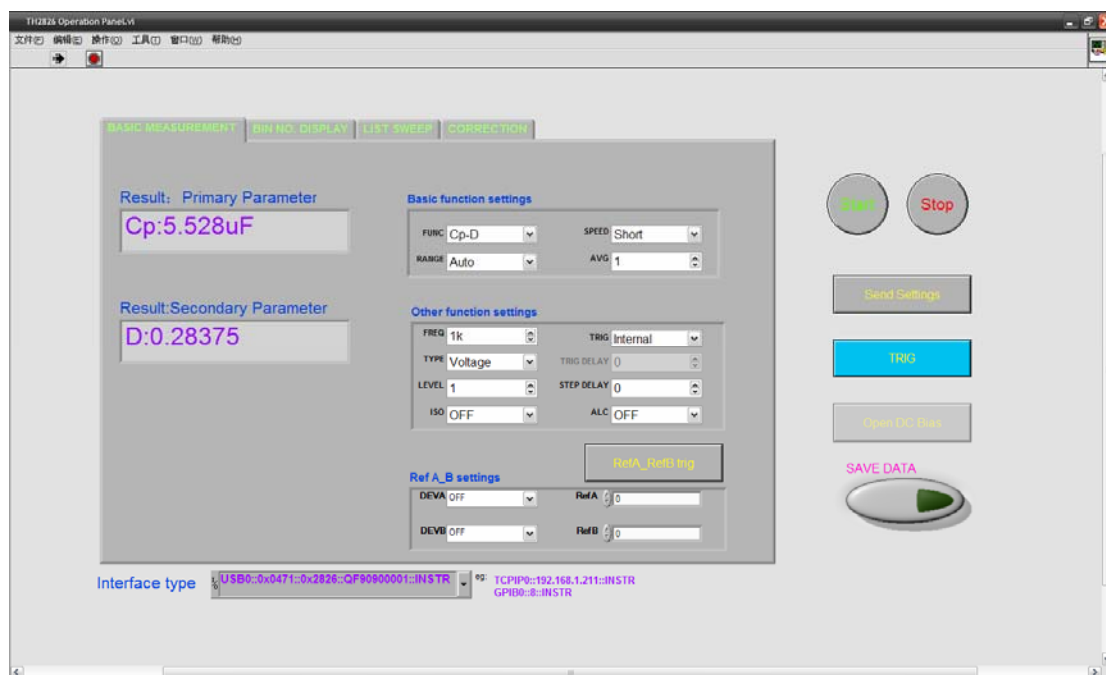 TH2826 Operation Panel.vi
文件(F) 编辑(E) 操作(O) 工具(T) 窗口(W) 帮助(H)
BASIC MEASUREMENT BIN NO. DISPLAY LIST SWEEP CORRECTION
Result: Primary Parameter
Cp:5.528uF
Result:Secondary Parameter
D:0.28375
Basic function settings
FUNC Cp-D SPEED Short
RANGE Auto AVG 1
Other function settings
FREQ 1k TRIG Internal
TYPE Voltage TRIG DELAY 0
LEVEL 1 STEP DELAY 0
ISO OFF ALC OFF
RefA_RefB trig
Ref A_B settings
DEVA OFF RefA 0
DEVB OFF RefB 0
Start Stop
Send Settings
TRIG
Open DC Bias
SAVE DATA
Interface type USB0::0x0471::0x2826::QF90900001::INSTR eg: TCPIP0::192.168.1.211::INSTR
GPIB0::8::INSTR